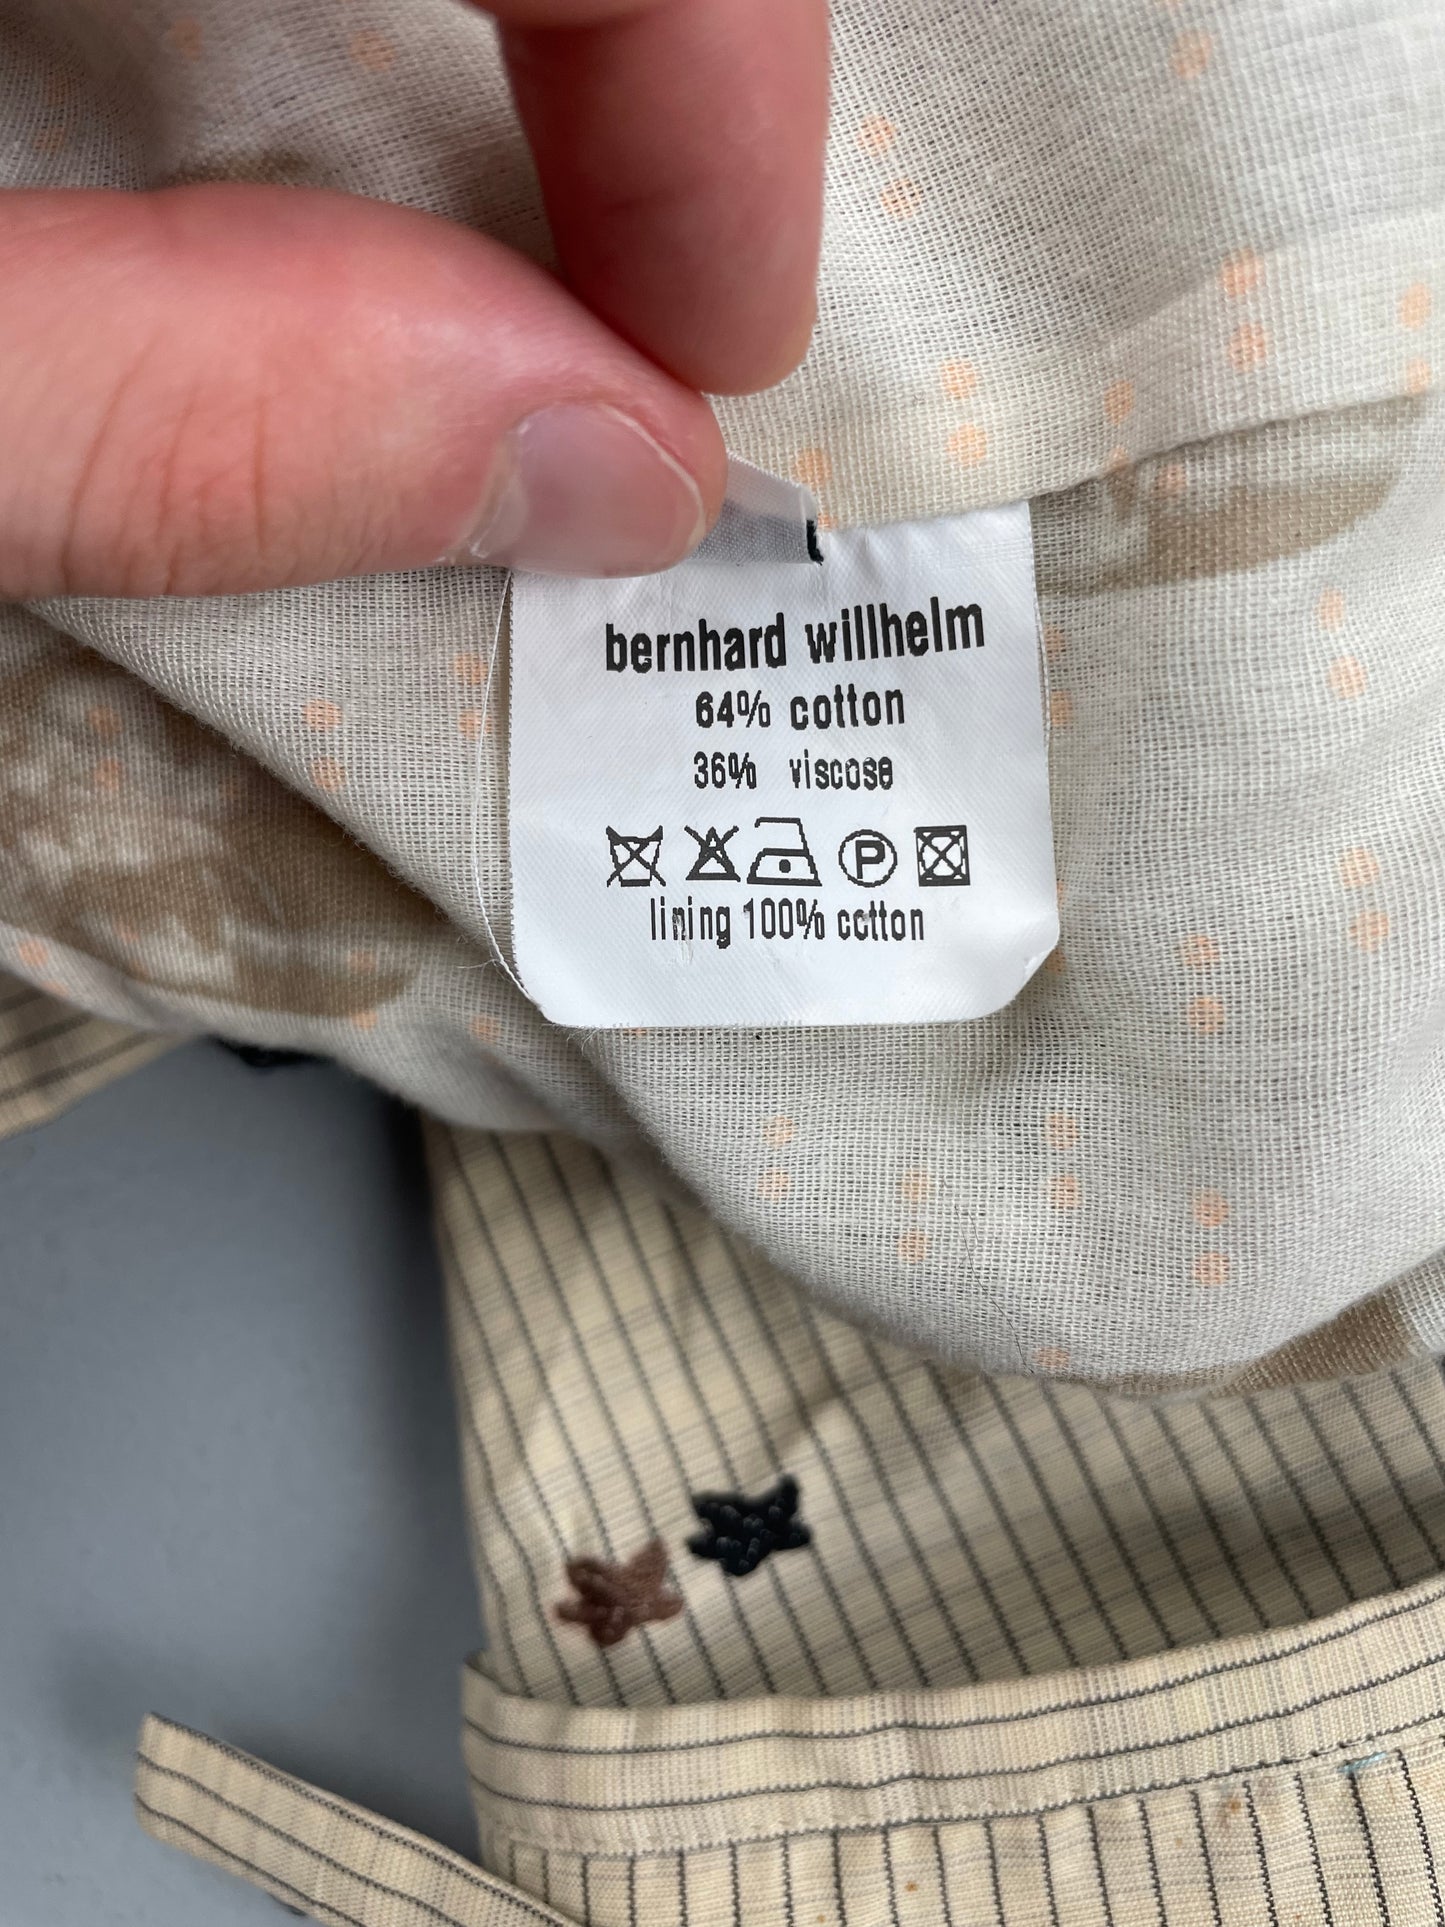 bernhard willhelm
64% cotton
36% viscose
P
lining 100% cotton